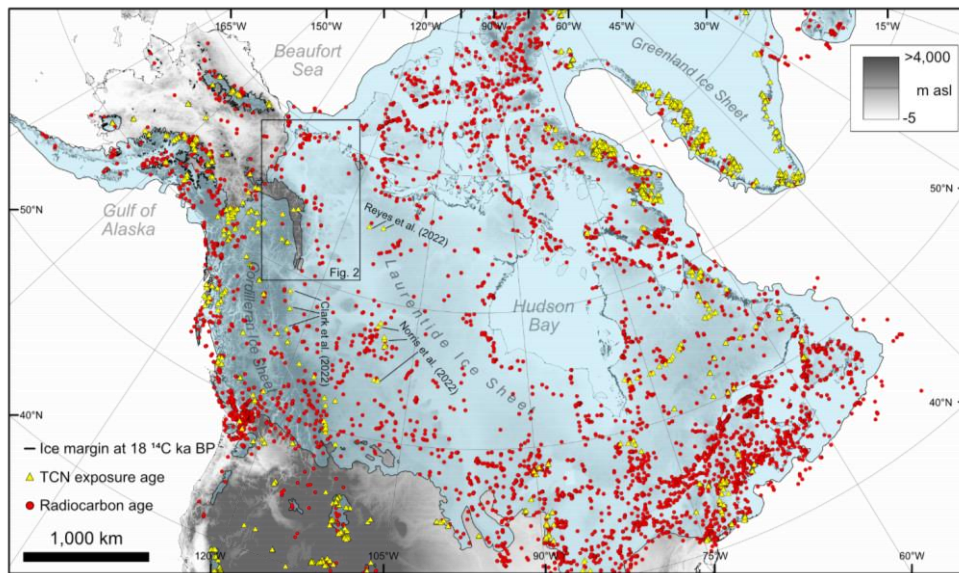 165°W
150°W
60°W
45°W
30°W
15°W
Beaufort
Sea
Greenland Ice Sheet
>4,000
m asl
-5
50°N
Gulf of
Alaska
50°N
Reyes et al. (2022)
Fig. 2
Laurentide Ice Sheet
Hudson
Bay
Cordilleran Ice Sheet
Clark et al. (2022)
Norris et al. (2022)
40°N
40°N
Ice margin at 18 ¹⁴C ka BP
TCN exposure age
Radiocarbon age
1,000 km
120°W
105°W
90°W
75°W
60°W